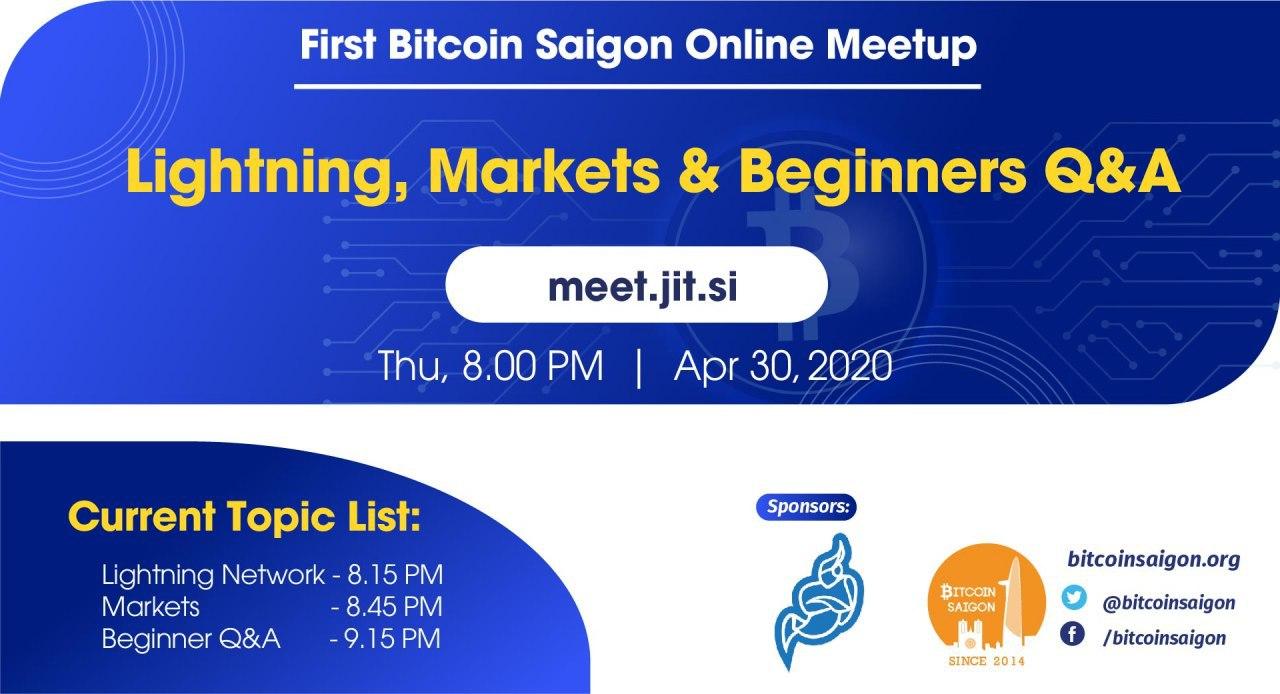 First Bitcoin Saigon Online Meetup
Lightning, Markets & Beginners Q&A
meet.jit.si
Thu, 8.00 PM | Apr 30, 2020
Current Topic List:
Lightning Network - 8.15 PM
Markets - 8.45 PM
Beginner Q&A - 9.15 PM
Sponsors:
BITCOIN
SAIGON
SINCE 2014
bitcoinsaigon.org
@bitcoinsaigon
/bitcoinsaigon